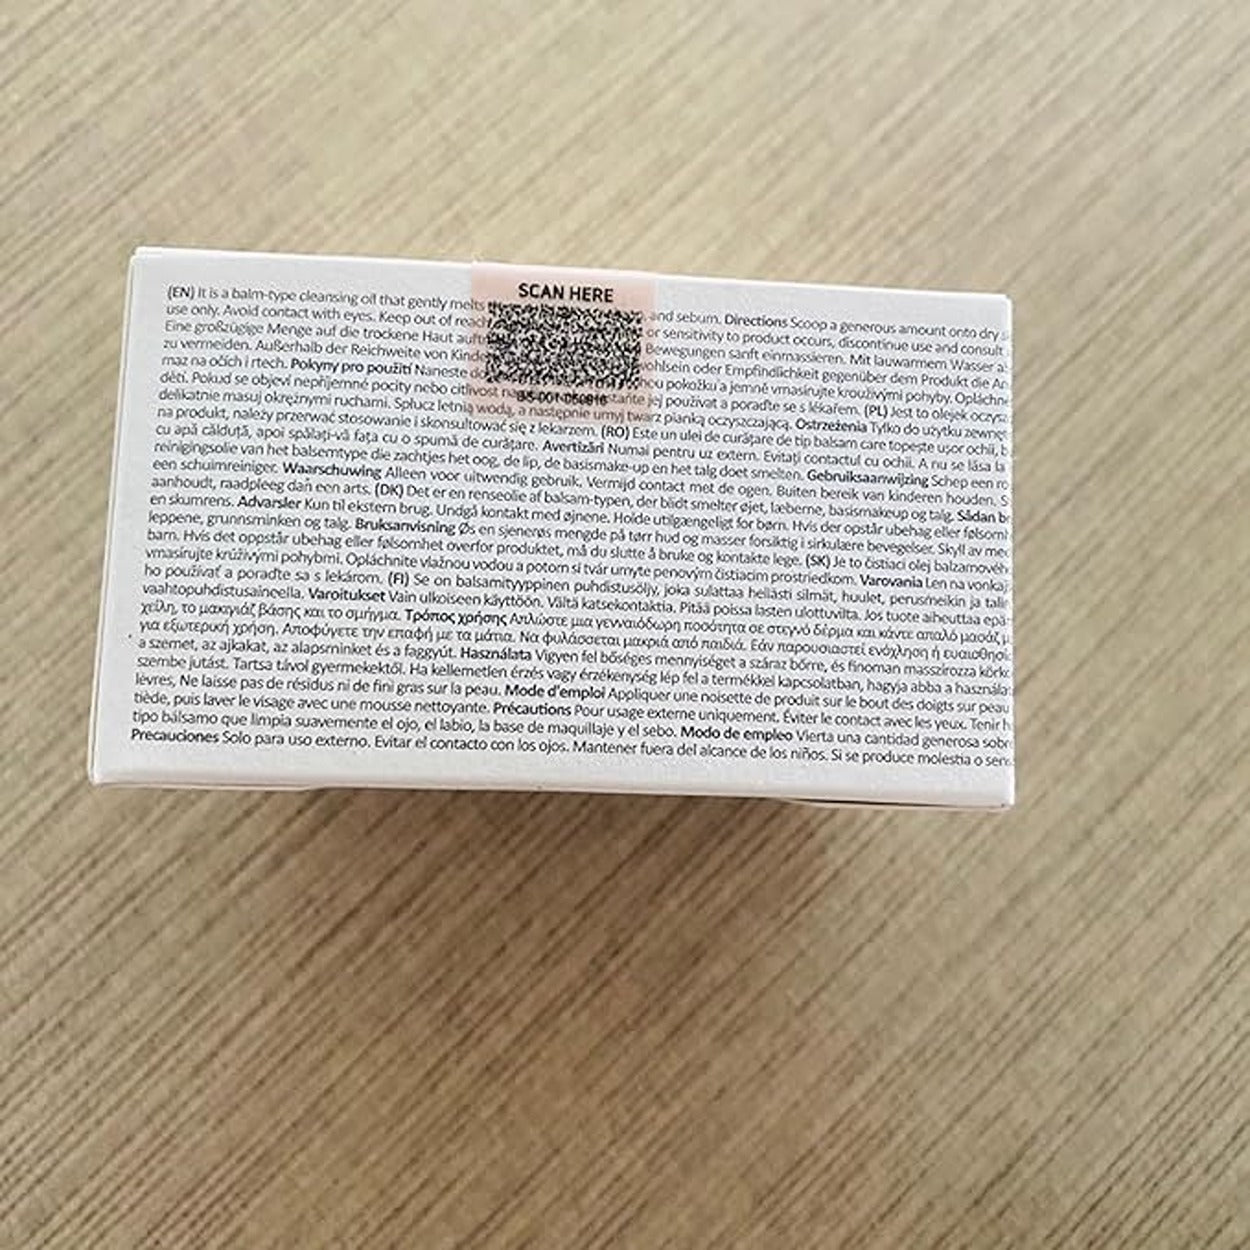 SCAN HERE
(EN) It is a balm-type cleansing oil that gently melts and sebum. Directions Scoop a generous amount onto dry
use only. Avoid contact with eyes. Keep out of reach or sensitivity to product occurs, discontinue use and consult
Eine großzügige Menge auf die trockene Haut Bewegungen sanft einmassieren. Mit lauwarmem Wasser
zu vermeiden. Außerhalb der Reichweite von oder Empfindlichkeit gegenüber dem Produkt die
maz na očích i rtech. Pokyny pro použití Naneste pokožku a jemně vmasírujte krouživými pohyby.
děti. Pokud se objeví nepříjemné pocity nebo citlivost jej používat a poraďte se s lékařem. (PL) Jest to olejek
delikatnie masuj okrężnymi ruchami. Spłucz letnią wodą, a następnie umyj twarz pianką oczyszczającą. Ostrzeżenia Tylko do użytku
na produkt, należy przerwać stosowanie i skonsultować się z lekarzem. (RO) Este un ulei de curățare de tip balsam care topește ușor ochii,
cu apă călduță, apoi spălați-vă fața cu o spumă de curățare. Avertizări Numai pentru uz extern. Evitați contactul cu ochii. A nu se lăsa la
reinigingsolie van het balsemtype die zachtjes het oog, de lip, de basismake-up en het talg doet smelten. Gebruiksaanwijzing Schep een
een schuimreiniger. Waarschuwing Alleen voor uitwendig gebruik. Vermijd contact met de ogen. Buiten bereik van kinderen houden.
aanhoudt, raadpleeg dan een arts. (DK) Det er en renseolie af balsam-typen, der blidt smelter øjet, læberne, basismakeup og talg. Sådan
en skumrens. Advarsler Kun til ekstern brug. Undgå kontakt med øjnene. Holde utilgængeligt for børn. Hvis der opstår ubehag eller
leppene, grunnsminken og talg. Bruksanvisning Øs en sjenerøs mengde på tørr hud og masser forsiktig i sirkulære bevegelser. Skyll av
barn. Hvis det oppstår ubehag eller følsomhet overfor produktet, må du slutte å bruke og kontakte lege. (SK) Je to čistiaci olej
vmasírujte krúživými pohybmi. Opláchnite vlažnou vodou a potom si tvár umyte penovým čistiacim prostriedkom. Varovania Len na
ho používať a poraďte sa s lekárom. (FI) Se on balsamityyppinen puhdistusöljy, joka sulattaa hellästi silmät, huulet, perusmeikin ja
vaahtopuhdistusaineella. Varoitukset Vain ulkoiseen käyttöön. Vältä katsekontaktia. Pitää poissa lasten ulottuvilta. Jos tuote aiheuttaa
χείλη, το μακιγιάζ βάσης και το σμήγμα. Τρόπος χρήσης Απλώστε μια γενναιόδωρη ποσότητα σε στεγνό δέρμα και κάντε απαλό μασάζ
για εξωτερική χρήση. Αποφύγετε την επαφή με τα μάτια. Να φυλάσσεται μακριά από παιδιά. Εάν παρουσιαστεί ενόχληση ή
a szemet, az ajkakat, az alapsminket és a faggyút. Használata Vigyen fel bőséges mennyiséget a száraz bőrre, és finoman masszírozza
szembe jutást. Tartsa távol gyermekektől. Ha kellemetlen érzés vagy érzékenység lép fel a termékkel kapcsolatban, hagyja abba a
lèvres, Ne laisse pas de résidus ni de fini gras sur la peau. Mode d'emploi Appliquer une noisette de produit sur le bout des doigts sur peau
tiède, puis laver le visage avec une mousse nettoyante. Précautions Pour usage externe uniquement. Éviter le contact avec les yeux. Tenir
tipo bálsamo que limpia suavemente el ojo, el labio, la base de maquillaje y el sebo. Modo de empleo Vierta una cantidad generosa
Precauciones Solo para uso externo. Evitar el contacto con los ojos. Mantener fuera del alcance de los niños. Si se produce molestia o